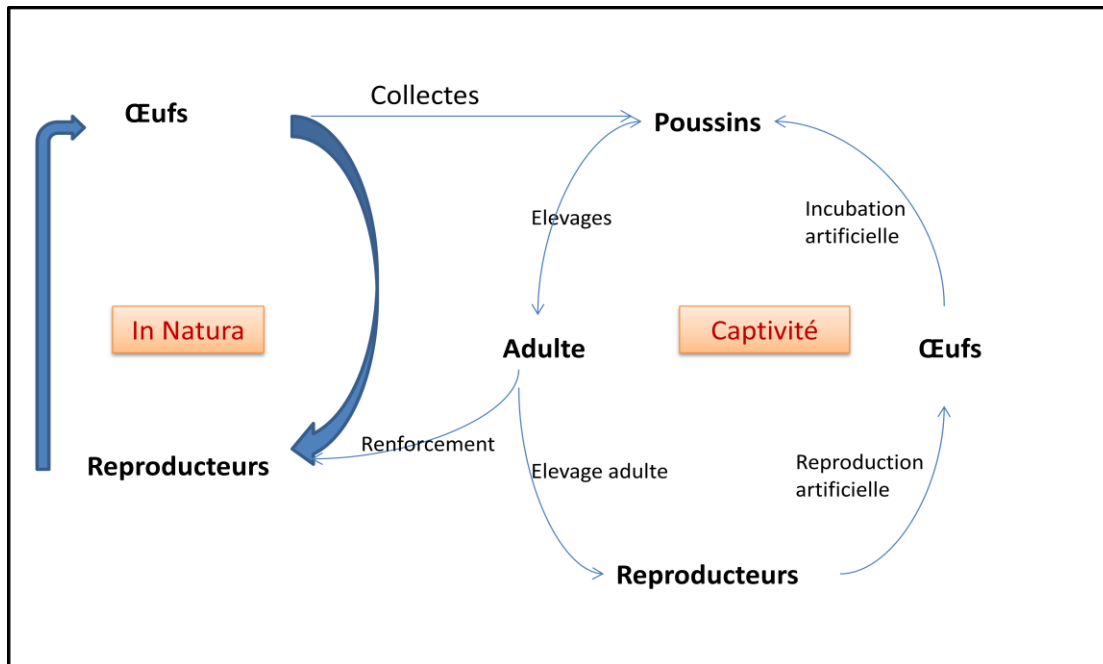 Collectes
Œufs
Poussins
Elevages
Incubation
artificielle
In Natura
Captivité
Adulte
Œufs
Renforcement
Reproducteurs
Elevage adulte
Reproduction
artificielle
Reproducteurs